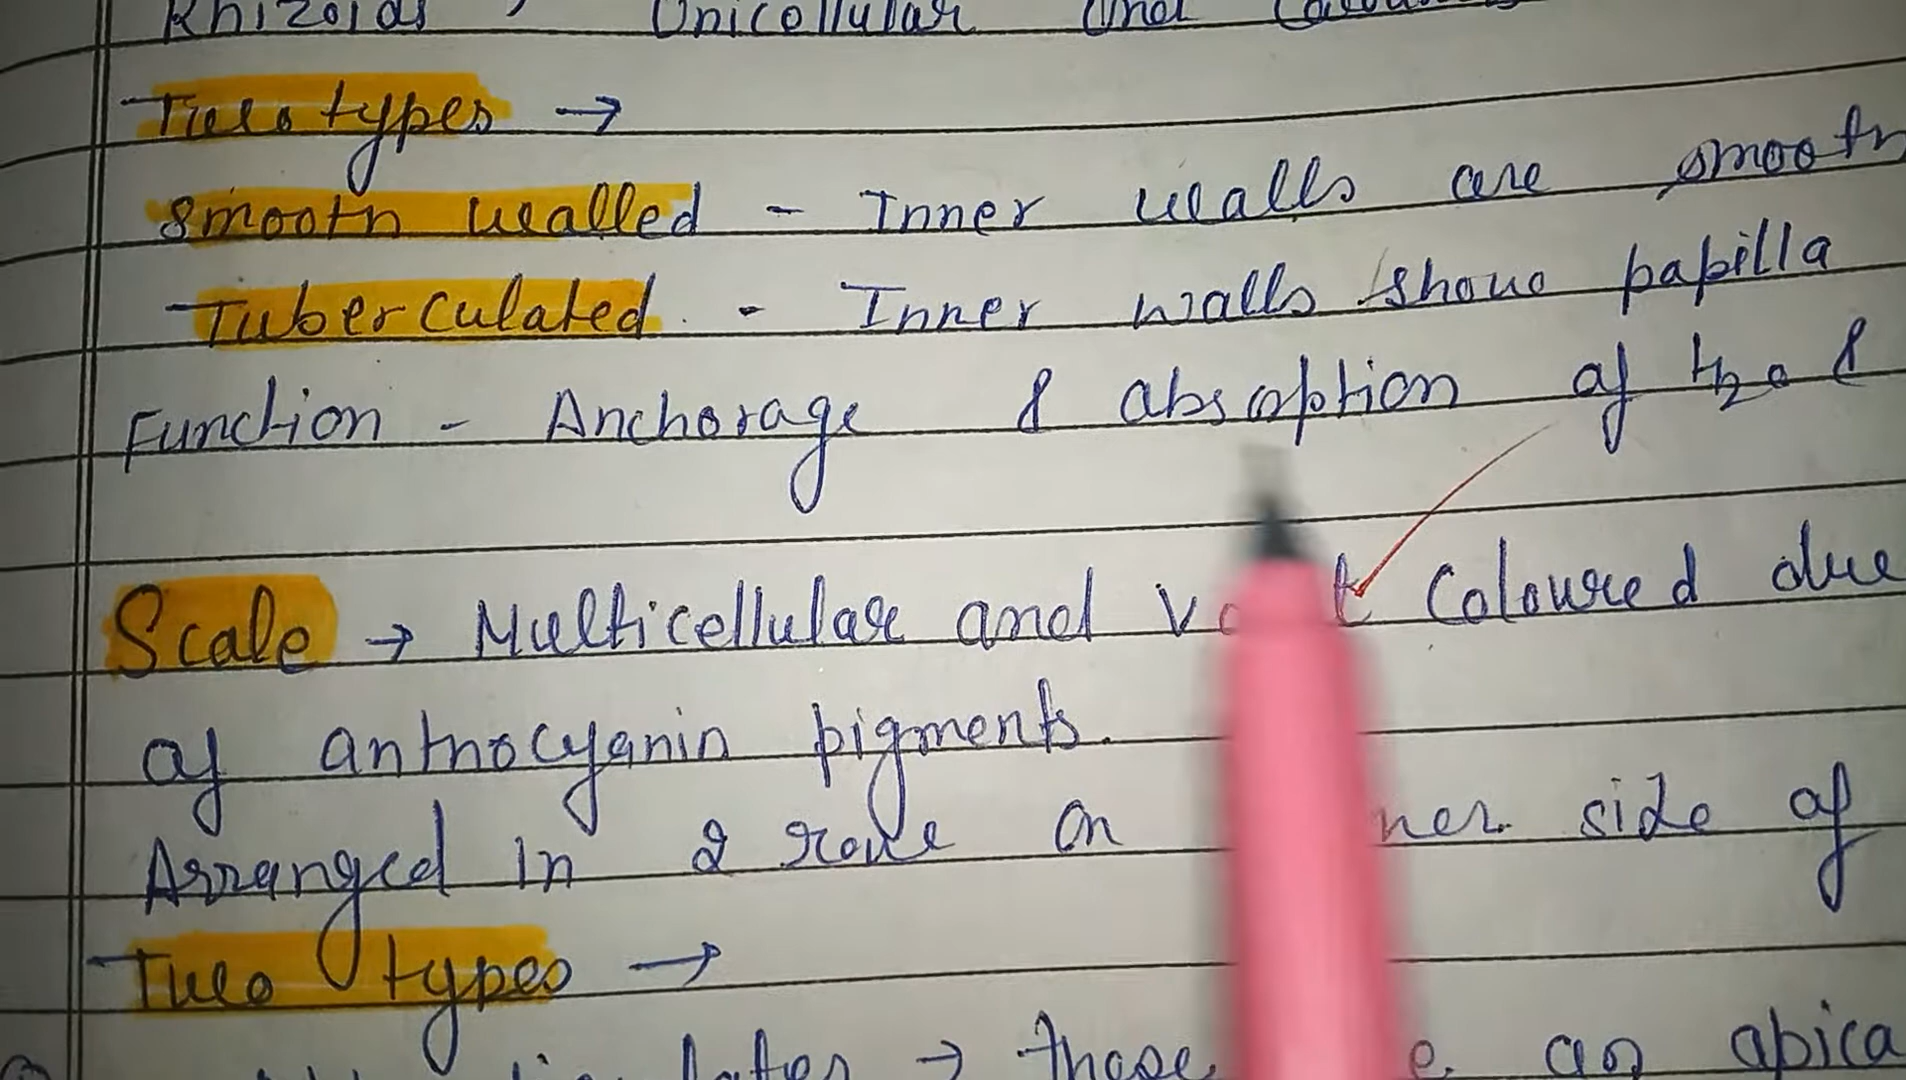 Rhizoids , Unicellular and
Two types →
Smooth walled - Inner walls are smooth
Tuberculated - Inner walls show papilla
Function - Anchorage & absorption of H2O &
Scale → Multicellular and coloured due
of anthocyanin pigments.
Arranged in 2 rows on side of
Two types →
→ those an apica